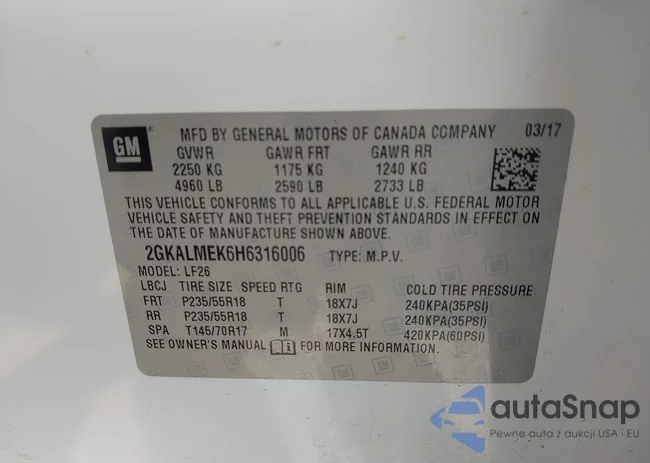 GM
MFD BY GENERAL MOTORS OF CANADA COMPANY 03/17
GVWR GAWR FRT GAWR RR
2250 KG 1175 KG 1240 KG
4960 LB 2590 LB 2733 LB
THIS VEHICLE CONFORMS TO ALL APPLICABLE U.S. FEDERAL MOTOR
VEHICLE SAFETY AND THEFT PREVENTION STANDARDS IN EFFECT ON
THE DATE OF MANUFACTURE SHOWN ABOVE.
2GKALMEK6H6316006 TYPE: M.P.V.
MODEL: LF26
LBCJ TIRE SIZE SPEED RTG RIM COLD TIRE PRESSURE
FRT P235/55R18 T 18X7J 240KPA(35PSI)
RR P235/55R18 T 18X7J 240KPA(35PSI)
SPA T145/70R17 M 17X4.5T 420KPA(60PSI)
SEE OWNER'S MANUAL i FOR MORE INFORMATION.
autaSnap
Pewne auta z aukcji USA i EU